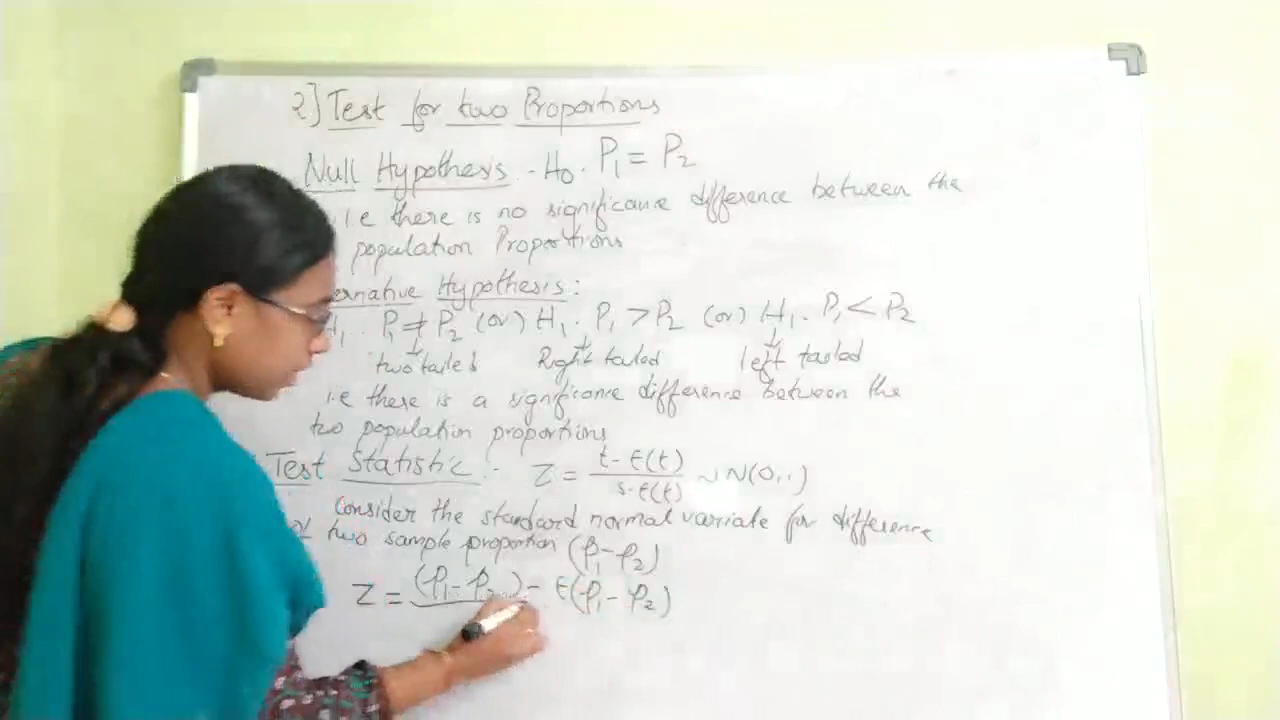 2] Test for two Proportions
Null Hypothesis - H₀. P₁ = P₂
i.e there is no significance difference between the
population Proportions
ernative Hypothesis:
H₁. P₁ ≠ P₂ (or) H₁. P₁ > P₂ (or) H₁. P₁ < P₂
↓ two tailed ↓ Right tailed ↓ left tailed
i.e there is a significance difference between the
two population proportions
Test Statistic :- Z = t - E(t) / S.E(t) ~ N(0,1)
Consider the standard normal variate for difference
of two sample proportion (p₁ - p₂)
Z = (p₁ - p₂) - E(p₁ - p₂)